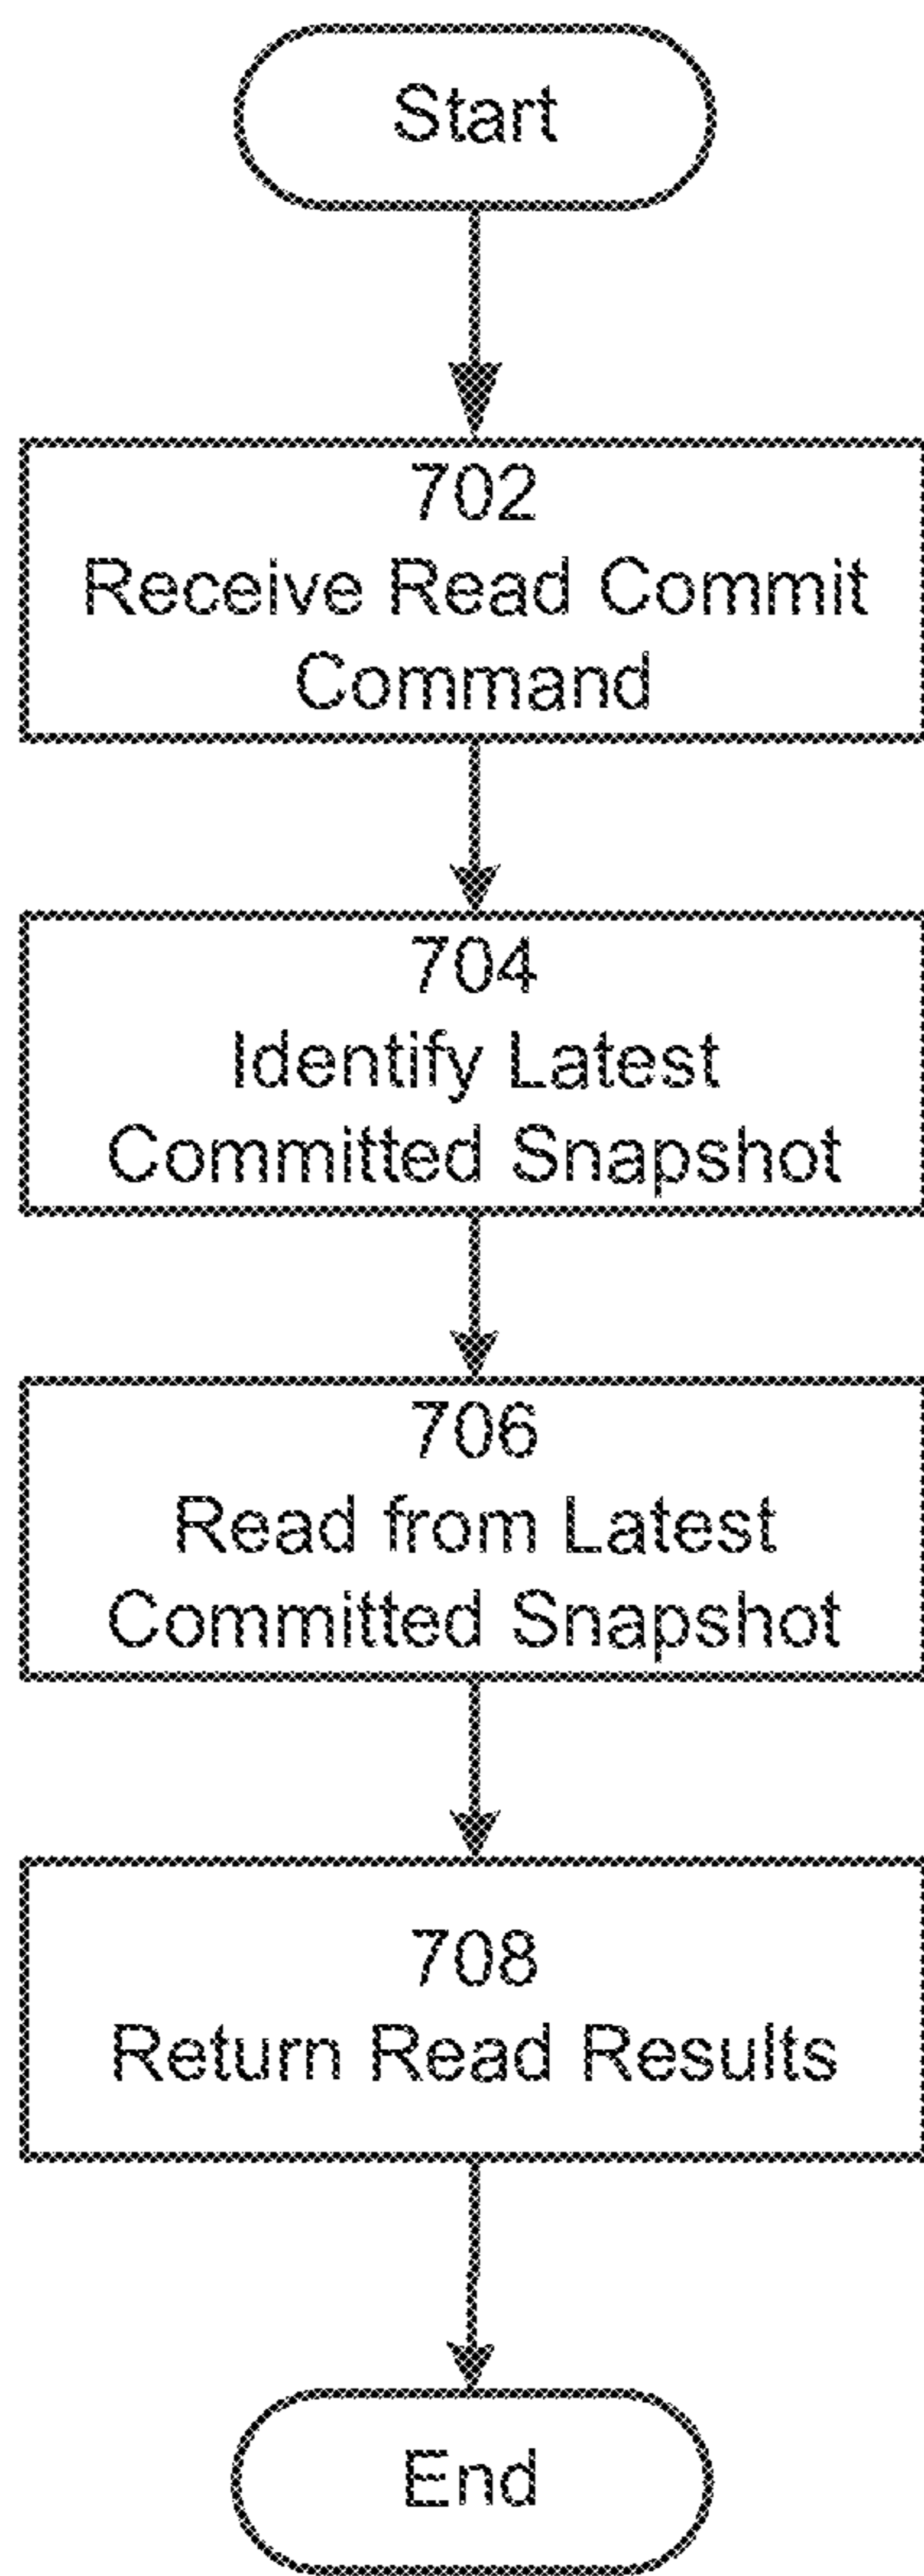 Start
702
Receive Read Commit
Command
704
Identify Latest
Committed Snapshot
706
Read from Latest
Committed Snapshot
708
Return Read Results
End